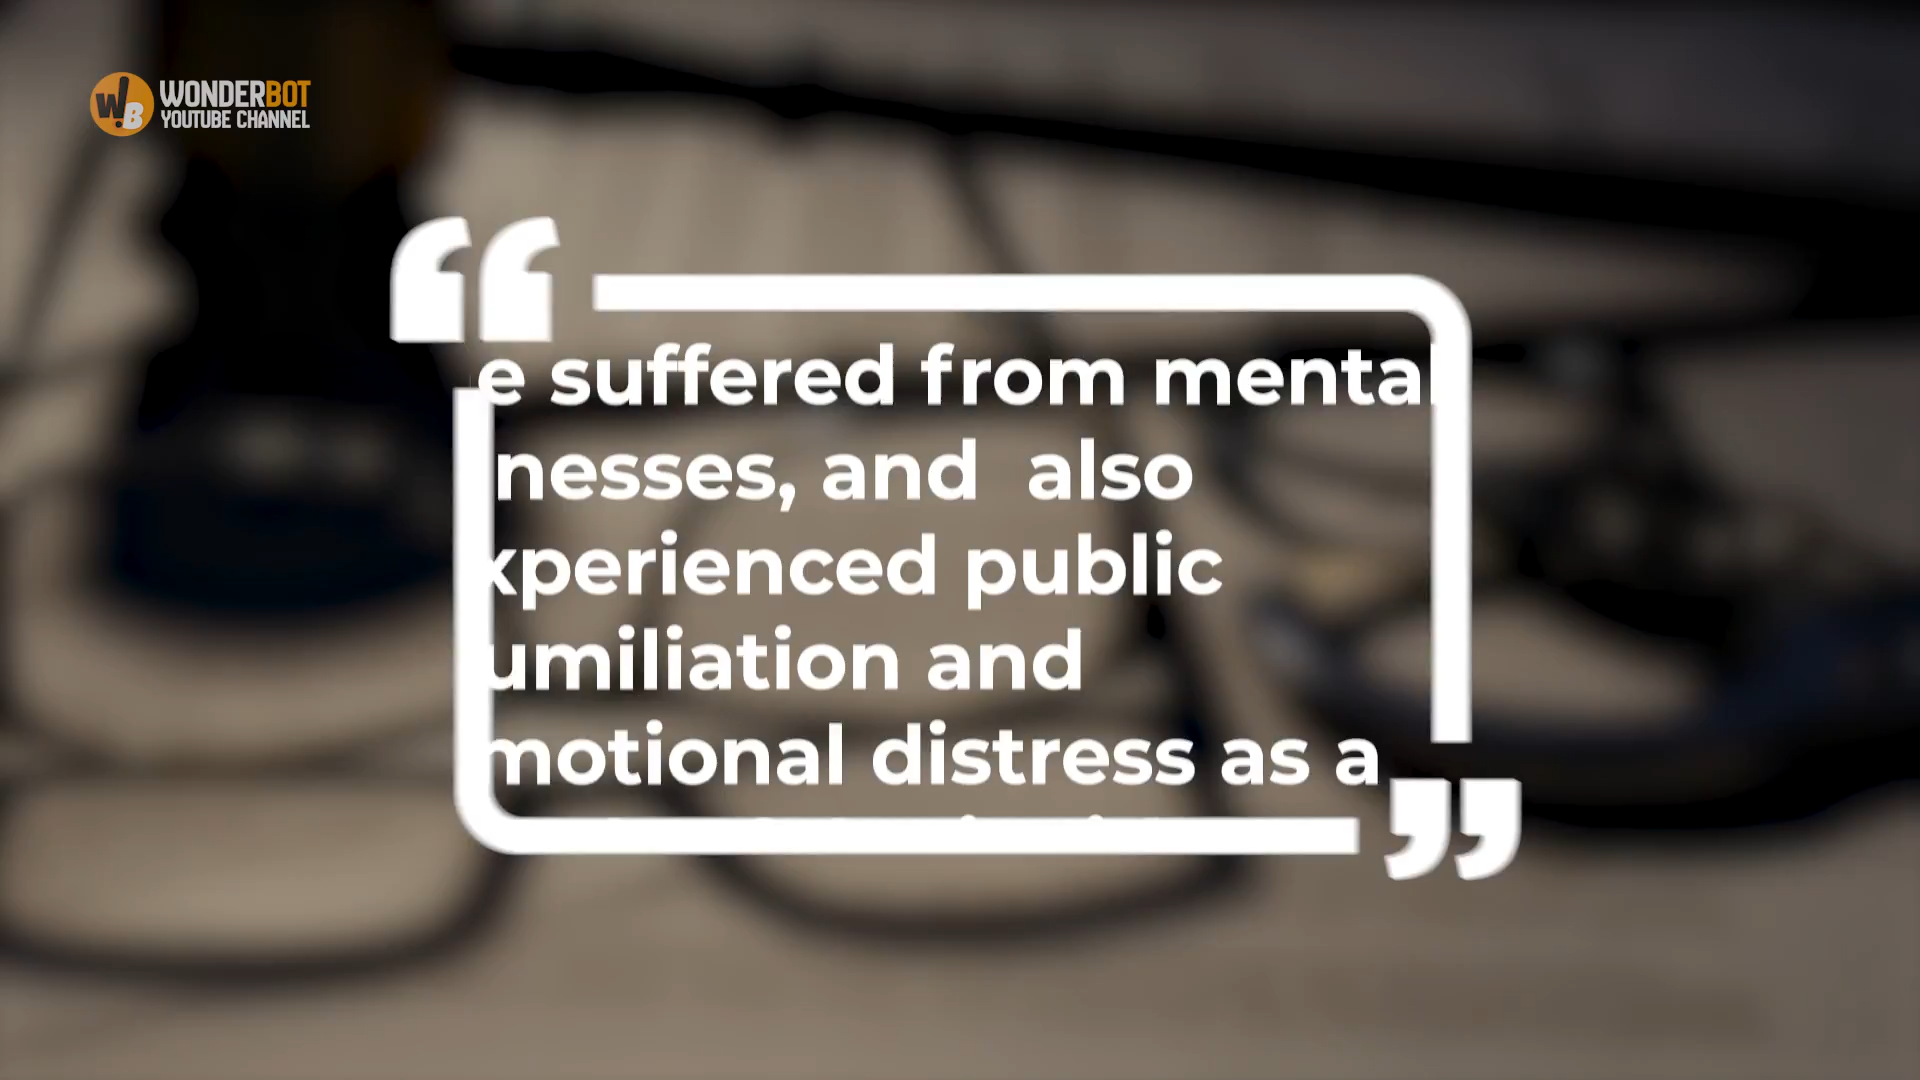 WONDERBOT
YOUTUBE CHANNEL
e suffered from mental
nesses, and also
xperienced public
umiliation and
motional distress as a